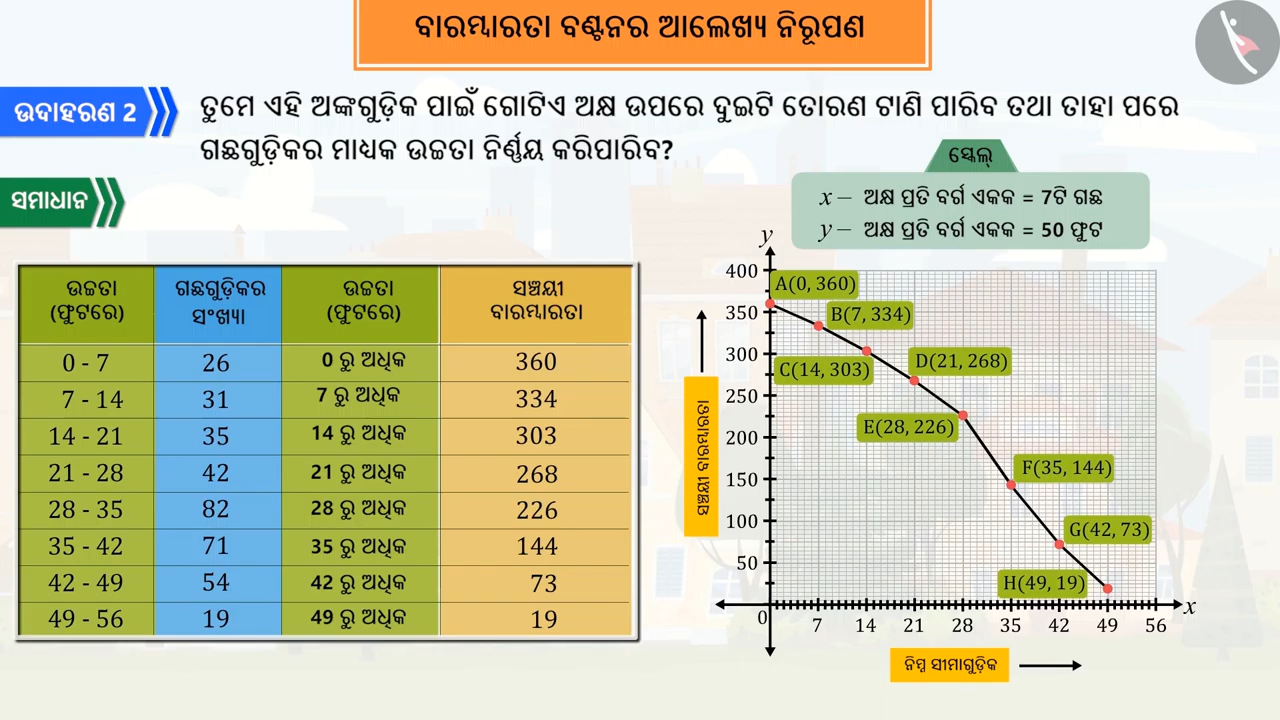 ବାରମ୍ବାରତା ବଣ୍ଟନର ଆଲେଖ୍ୟ ନିରୂପଣ
ଉଦାହରଣ 2
ତୁମେ ଏହି ଅଙ୍କଗୁଡ଼ିକ ପାଇଁ ଗୋଟିଏ ଅକ୍ଷ ଉପରେ ଦୁଇଟି ତୋରଣ ଟାଣି ପାରିବ ତଥା ତାହା ପରେ
ଗଛଗୁଡ଼ିକର ମାଧ୍ୟକ ଉଚ୍ଚତା ନିର୍ଣ୍ଣୟ କରିପାରିବ?
ସମାଧାନ
ସ୍କେଲ୍
x – ଅକ୍ଷ ପ୍ରତି ବର୍ଗ ଏକକ = 7ଟି ଗଛ
y – ଅକ୍ଷ ପ୍ରତି ବର୍ଗ ଏକକ = 50 ଫୁଟ
ଉଚ୍ଚତା (ଫୁଟରେ) ଗଛଗୁଡ଼ିକର ସଂଖ୍ୟା ଉଚ୍ଚତା (ଫୁଟରେ) ସଞ୍ଚୟୀ ବାରମ୍ବାରତା
0 - 7 26 0 ରୁ ଅଧିକ 360
7 - 14 31 7 ରୁ ଅଧିକ 334
14 - 21 35 14 ରୁ ଅଧିକ 303
21 - 28 42 21 ରୁ ଅଧିକ 268
28 - 35 82 28 ରୁ ଅଧିକ 226
35 - 42 71 35 ରୁ ଅଧିକ 144
42 - 49 54 42 ରୁ ଅଧିକ 73
49 - 56 19 49 ରୁ ଅଧିକ 19
y
400
350
300
250
200
150
100
50
ସଞ୍ଚୟୀ ବାରମ୍ବାରତା
A(0, 360)
B(7, 334)
C(14, 303)
D(21, 268)
E(28, 226)
F(35, 144)
G(42, 73)
H(49, 19)
0 7 14 21 28 35 42 49 56 x
ନିମ୍ନ ସୀମାଗୁଡ଼ିକ